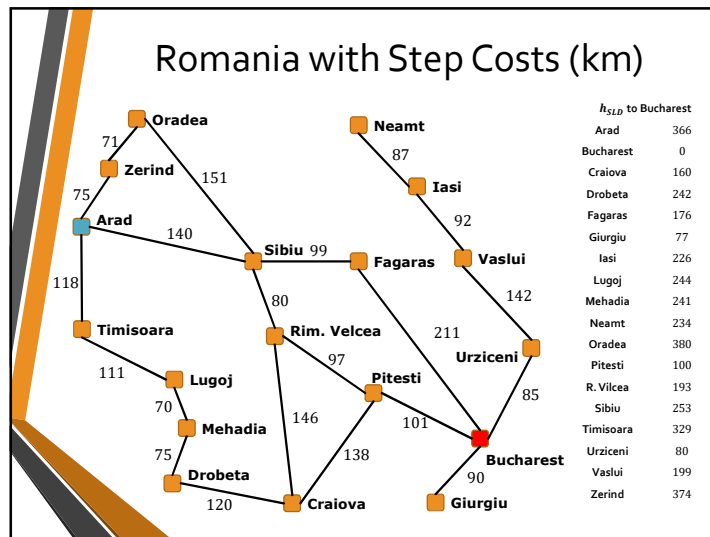 Romania with Step Costs (km)
Oradea
71
Zerind
151
75
Arad
140
Sibiu
99
Fagaras
118
80
Timisoara
Rim. Velcea
111
Lugoj
97
Pitesti
70
Mehadia
146
101
75
138
Drobeta
120
Craiova
Neamt
87
Iasi
92
Vaslui
142
211
Urziceni
85
Bucharest
90
Giurgiu
h_SLD to Bucharest
Arad 366
Bucharest 0
Craiova 160
Drobeta 242
Fagaras 176
Giurgiu 77
Iasi 226
Lugoj 244
Mehadia 241
Neamt 234
Oradea 380
Pitesti 100
R. Vilcea 193
Sibiu 253
Timisoara 329
Urziceni 80
Vaslui 199
Zerind 374